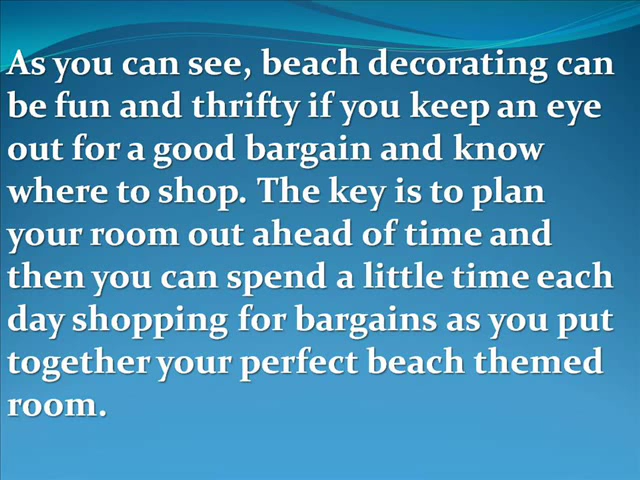 As you can see, beach decorating can
be fun and thrifty if you keep an eye
out for a good bargain and know
where to shop. The key is to plan
your room out ahead of time and
then you can spend a little time each
day shopping for bargains as you put
together your perfect beach themed
room.